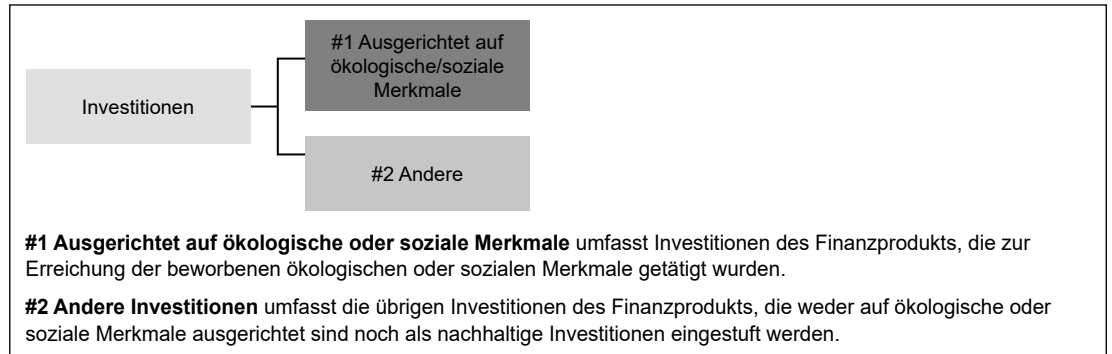 #1 Ausgerichtet auf
ökologische/soziale
Merkmale
Investitionen
#2 Andere
#1 Ausgerichtet auf ökologische oder soziale Merkmale umfasst Investitionen des Finanzprodukts, die zur
Erreichung der beworbenen ökologischen oder sozialen Merkmale getätigt wurden.
#2 Andere Investitionen umfasst die übrigen Investitionen des Finanzprodukts, die weder auf ökologische oder
soziale Merkmale ausgerichtet sind noch als nachhaltige Investitionen eingestuft werden.